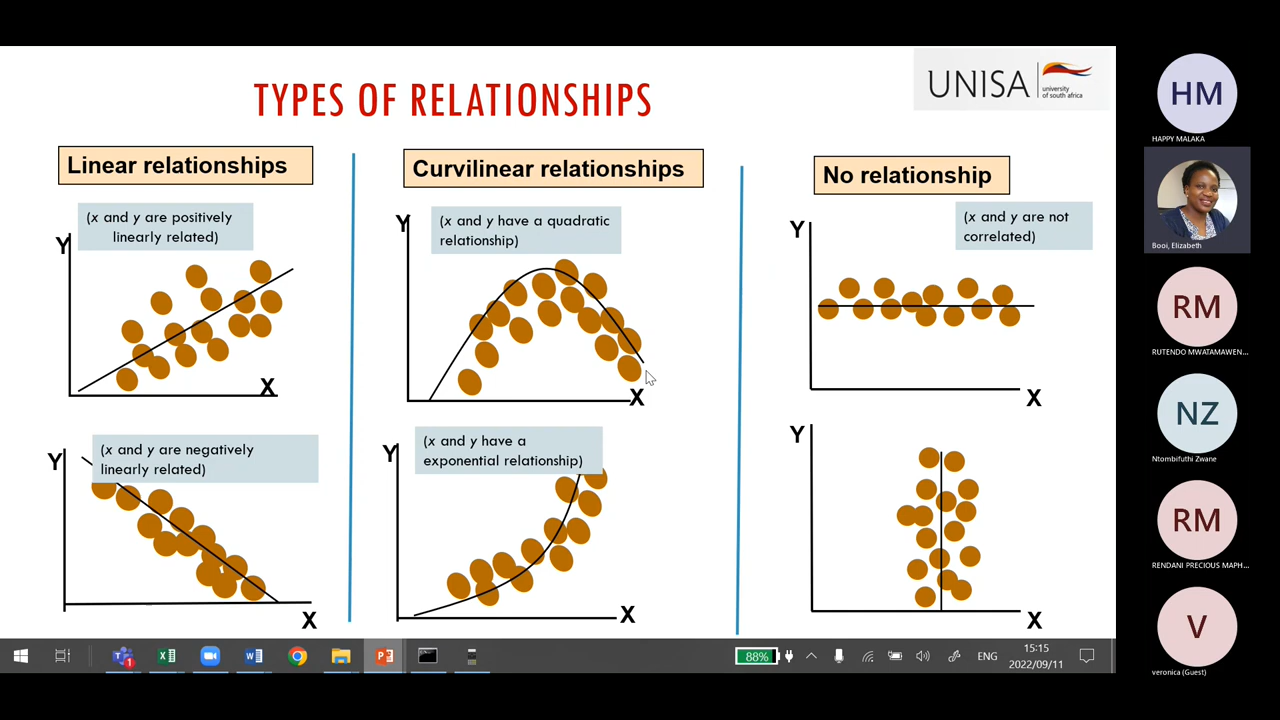 TYPES OF RELATIONSHIPS
UNISA
university
of south africa
Linear relationships
(x and y are positively
linearly related)
Y
X
(x and y are negatively
linearly related)
Y
X
Curvilinear relationships
(x and y have a quadratic
relationship)
Y
X
(x and y have a
exponential relationship)
Y
X
No relationship
(x and y are not
correlated)
Y
X
Y
X
HM
HAPPY MALAKA
Booi, Elizabeth
RM
RUTENDO MWATAMAWEN...
NZ
Ntombifuthi Zwane
RM
RENDANI PRECIOUS MAPH...
V
veronica (Guest)
1
88%
ENG
15:15
2022/09/11